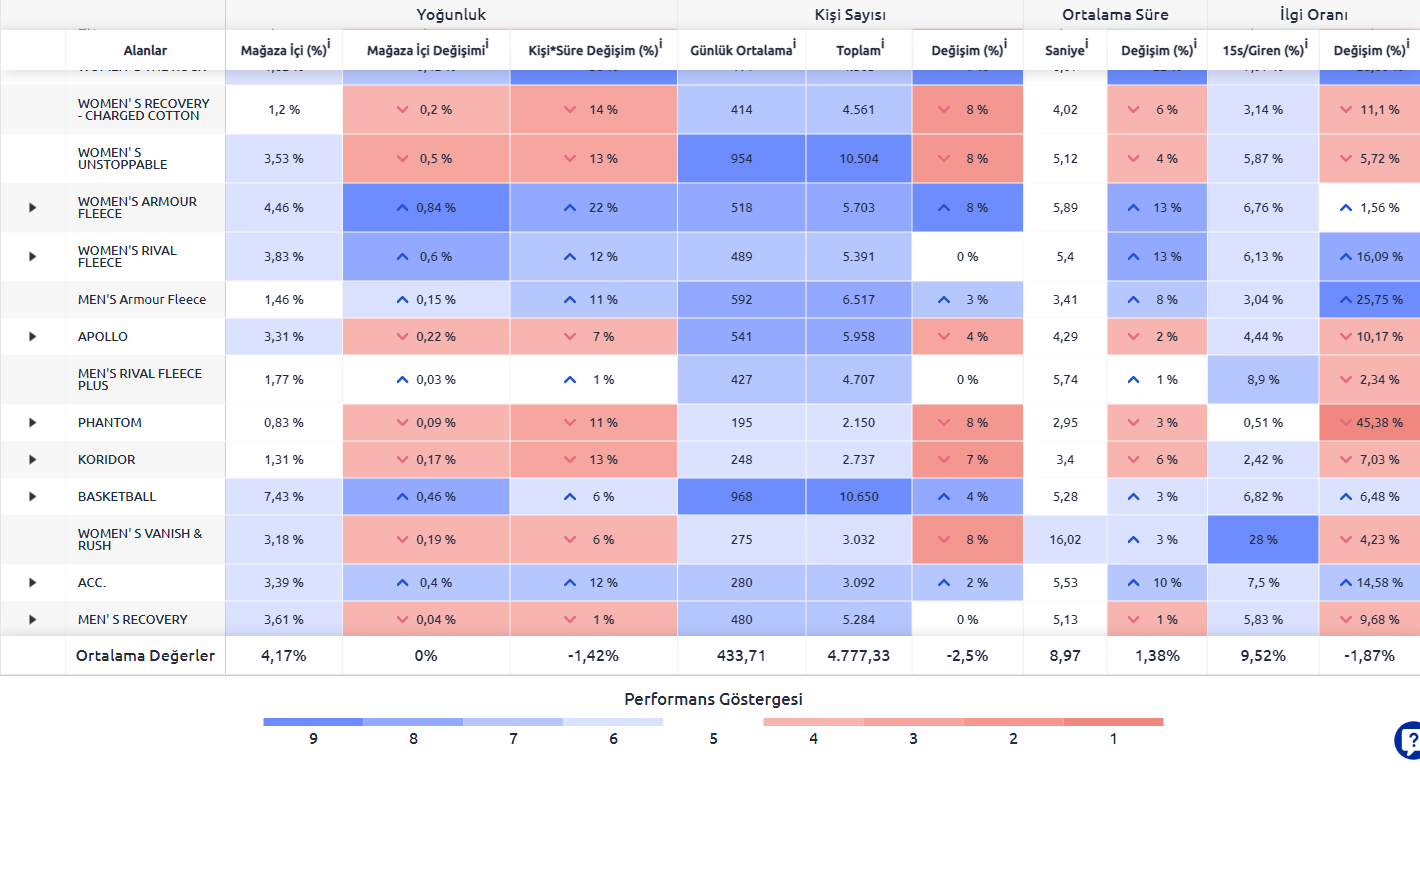 Yoğunluk Kişi Sayısı Ortalama Süre İlgi Oranı
Alanlar Mağaza İçi (%)i Mağaza İçi Değişimii Kişi*Süre Değişim (%)i Günlük Ortalamai Toplami Değişim (%)i Saniyei Değişim (%)i 15s/Giren (%)i Değişim (%)i
WOMEN' S RECOVERY
- CHARGED COTTON 1,2 % 0,2 % 14 % 414 4.561 8 % 4,02 6 % 3,14 % 11,1 %
WOMEN' S
UNSTOPPABLE 3,53 % 0,5 % 13 % 954 10.504 8 % 5,12 4 % 5,87 % 5,72 %
WOMEN'S ARMOUR
FLEECE 4,46 % 0,84 % 22 % 518 5.703 8 % 5,89 13 % 6,76 % 1,56 %
WOMEN'S RIVAL
FLEECE 3,83 % 0,6 % 12 % 489 5.391 0 % 5,4 13 % 6,13 % 16,09 %
MEN'S Armour Fleece 1,46 % 0,15 % 11 % 592 6.517 3 % 3,41 8 % 3,04 % 25,75 %
APOLLO 3,31 % 0,22 % 7 % 541 5.958 4 % 4,29 2 % 4,44 % 10,17 %
MEN'S RIVAL FLEECE
PLUS 1,77 % 0,03 % 1 % 427 4.707 0 % 5,74 1 % 8,9 % 2,34 %
PHANTOM 0,83 % 0,09 % 11 % 195 2.150 8 % 2,95 3 % 0,51 % 45,38 %
KORIDOR 1,31 % 0,17 % 13 % 248 2.737 7 % 3,4 6 % 2,42 % 7,03 %
BASKETBALL 7,43 % 0,46 % 6 % 968 10.650 4 % 5,28 3 % 6,82 % 6,48 %
WOMEN' S VANISH &
RUSH 3,18 % 0,19 % 6 % 275 3.032 8 % 16,02 3 % 28 % 4,23 %
ACC. 3,39 % 0,4 % 12 % 280 3.092 2 % 5,53 10 % 7,5 % 14,58 %
MEN' S RECOVERY 3,61 % 0,04 % 1 % 480 5.284 0 % 5,13 1 % 5,83 % 9,68 %
Ortalama Değerler 4,17% 0% -1,42% 433,71 4.777,33 -2,5% 8,97 1,38% 9,52% -1,87%
Performans Göstergesi
9 8 7 6 5 4 3 2 1
?